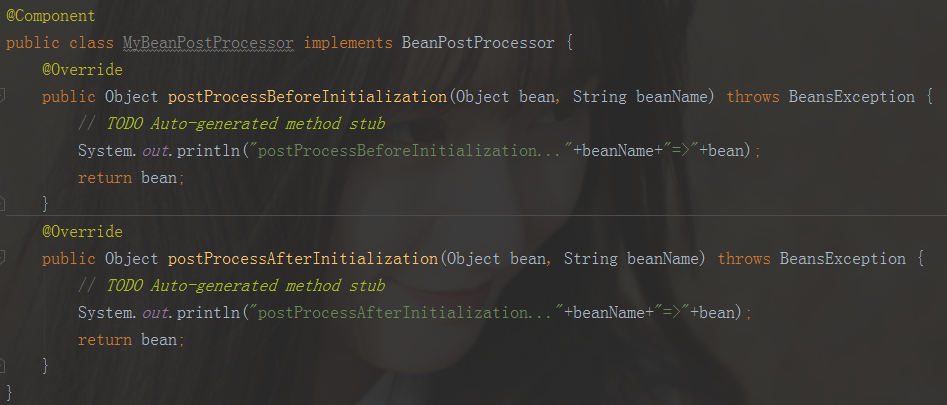 @Component
public class MyBeanPostProcessor implements BeanPostProcessor {
    @Override
    public Object postProcessBeforeInitialization(Object bean, String beanName) throws BeansException {
        // TODO Auto-generated method stub
        System.out.println("postProcessBeforeInitialization..."+beanName+"=>"+bean);
        return bean;
    }
    @Override
    public Object postProcessAfterInitialization(Object bean, String beanName) throws BeansException {
        // TODO Auto-generated method stub
        System.out.println("postProcessAfterInitialization..."+beanName+"=>"+bean);
        return bean;
    }
}